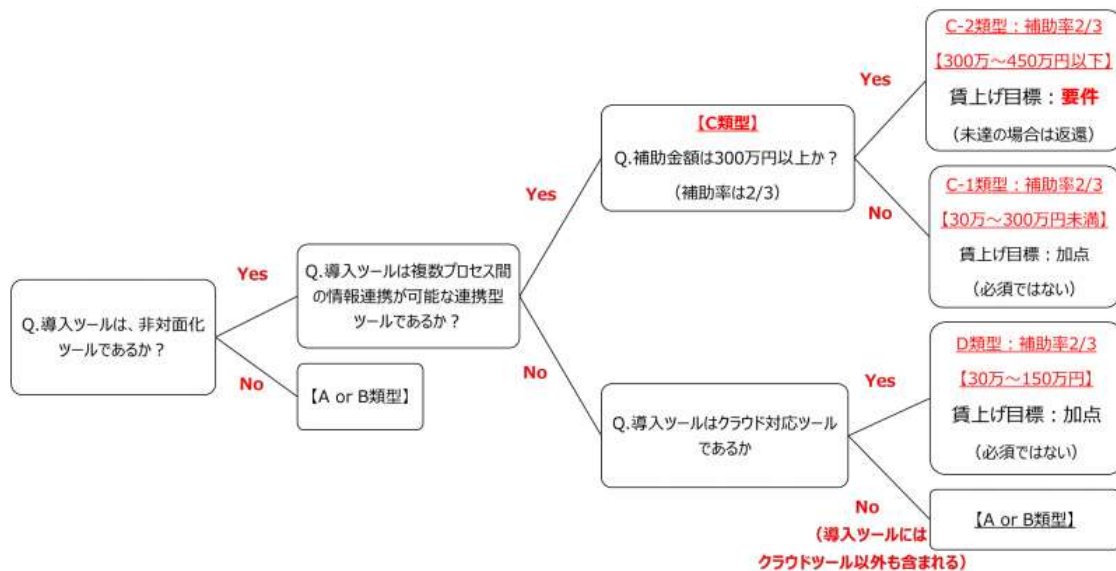 Q.導入ツールは、非対面化
ツールであるか？
Yes
No
Q.導入ツールは複数プロセス間
の情報連携が可能な連携型
ツールであるか？
【A or B類型】
Yes
No
【C類型】
Q.補助金額は300万円以上か？
（補助率は2/3）
Yes
No
C-2類型：補助率2/3
【300万～450万円以下】
賃上げ目標：要件
（未達の場合は返還）
C-1類型：補助率2/3
【30万～300万円未満】
賃上げ目標：加点
（必須ではない）
Q.導入ツールはクラウド対応ツール
であるか
Yes
No
（導入ツールには
クラウドツール以外も含まれる）
D類型：補助率2/3
【30万～150万円】
賃上げ目標：加点
（必須ではない）
【A or B類型】